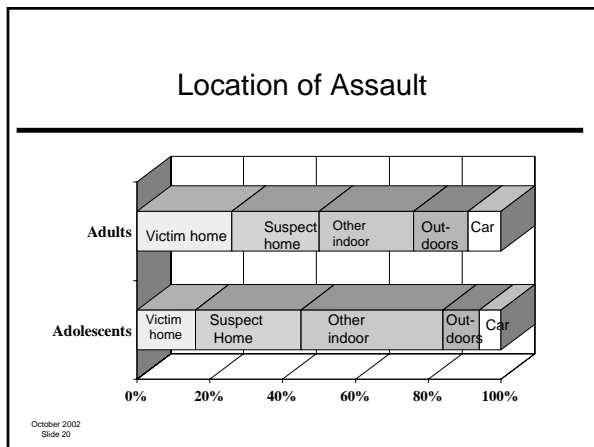 Location of Assault
Adults
Victim home
Suspect
home
Other
indoor
Out-
doors
Car
Adolescents
Victim
home
Suspect
Home
Other
indoor
Out-
doors
Car
0%
20%
40%
60%
80%
100%
October 2002
Slide 20